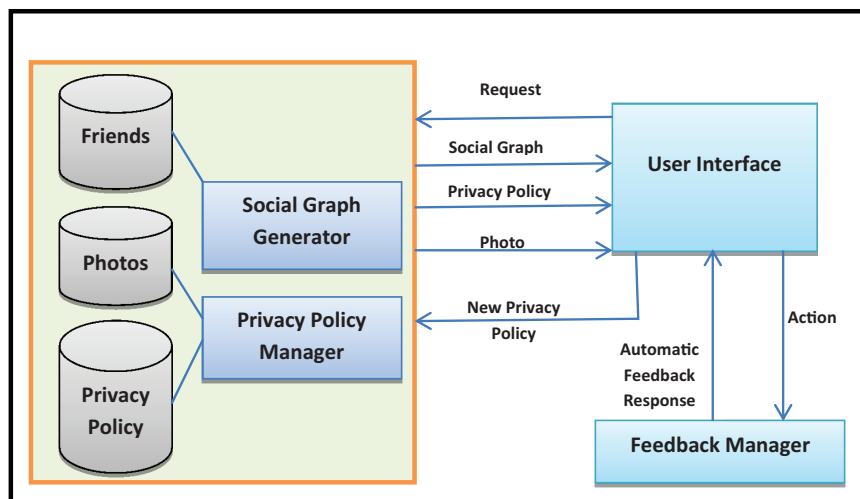 Friends
Photos
Privacy
Policy
Social Graph
Generator
Privacy Policy
Manager
Request
Social Graph
Privacy Policy
Photo
New Privacy
Policy
User Interface
Automatic
Feedback
Response
Action
Feedback Manager